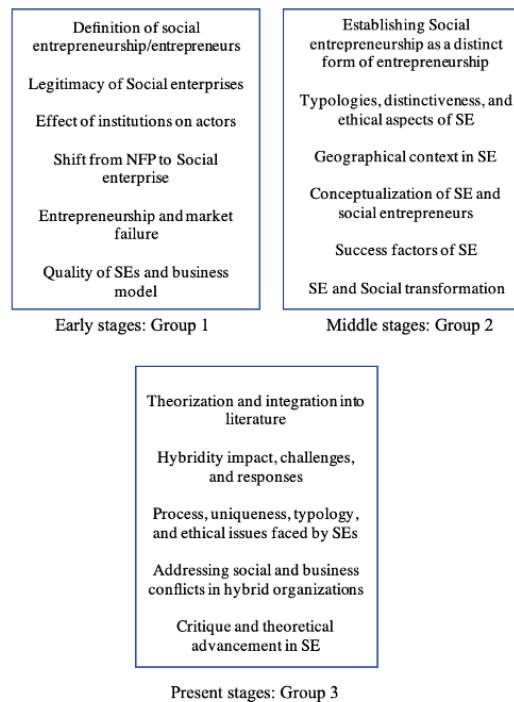 Definition of social
entrepreneurship/entrepreneurs
Legitimacy of Social enterprises
Effect of institutions on actors
Shift from NFP to Social
enterprise
Entrepreneurship and market
failure
Quality of SEs and business
model
Early stages: Group 1
Establishing Social
entrepreneurship as a distinct
form of entrepreneurship
Typologies, distinctiveness, and
ethical aspects of SE
Geographical context in SE
Conceptualization of SE and
social entrepreneurs
Success factors of SE
SE and Social transformation
Middle stages: Group 2
Theorization and integration into
literature
Hybridity impact, challenges,
and responses
Process, uniqueness, typology,
and ethical issues faced by SEs
Addressing social and business
conflicts in hybrid organizations
Critique and theoretical
advancement in SE
Present stages: Group 3